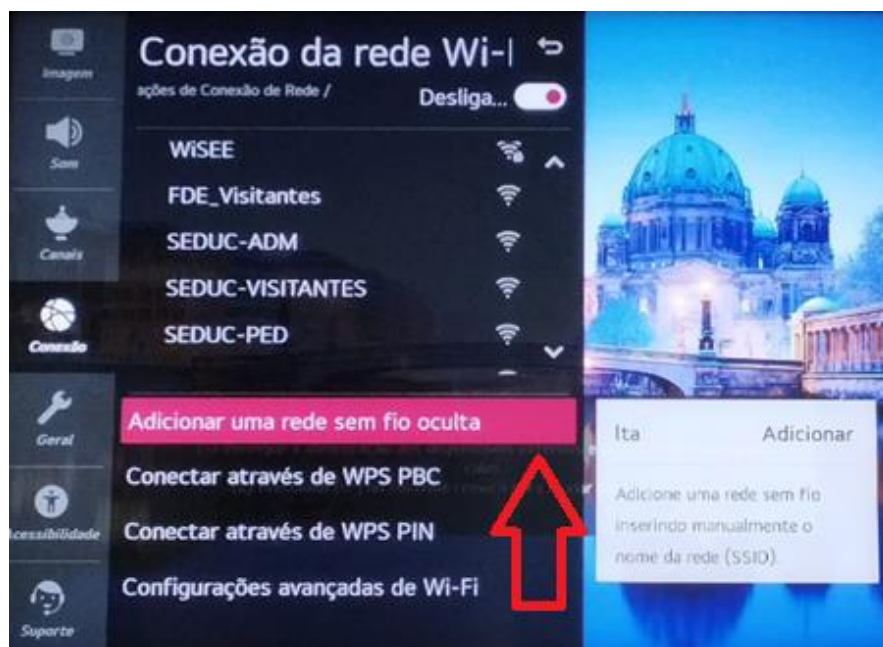 Imagem
Som
Canais
Conexão
Geral
Acessibilidade
Suporte
Conexão da rede Wi-
ações de Conexão de Rede /
Desliga...
WiSEE
FDE_Visitantes
SEDUC-ADM
SEDUC-VISITANTES
SEDUC-PED
Adicionar uma rede sem fio oculta
Conectar através de WPS PBC
Conectar através de WPS PIN
Configurações avançadas de Wi-Fi
lta Adicionar
Adicione uma rede sem fio
inserindo manualmente o
nome da rede (SSID).